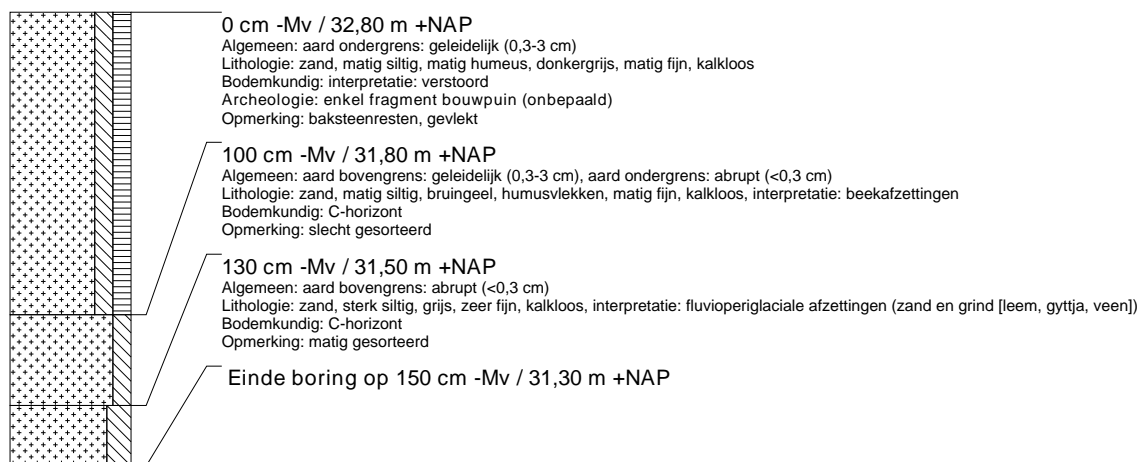 0 cm -Mv / 32,80 m +NAP
Algemeen: aard ondergrens: geleidelijk (0,3-3 cm)
Lithologie: zand, matig siltig, matig humeus, donkergrijs, matig fijn, kalkloos
Bodemkundig: interpretatie: verstoord
Archeologie: enkel fragment bouwpuin (onbepaald)
Opmerking: baksteenresten, gevlekt
100 cm -Mv / 31,80 m +NAP
Algemeen: aard bovengrens: geleidelijk (0,3-3 cm), aard ondergrens: abrupt (<0,3 cm)
Lithologie: zand, matig siltig, bruingeel, humusvlekken, matig fijn, kalkloos, interpretatie: beekafzettingen
Bodemkundig: C-horizont
Opmerking: slecht gesorteerd
130 cm -Mv / 31,50 m +NAP
Algemeen: aard bovengrens: abrupt (<0,3 cm)
Lithologie: zand, sterk siltig, grijs, zeer fijn, kalkloos, interpretatie: fluvioperiglaciale afzettingen (zand en grind [leem, gyttja, veen])
Bodemkundig: C-horizont
Opmerking: matig gesorteerd
Einde boring op 150 cm -Mv / 31,30 m +NAP